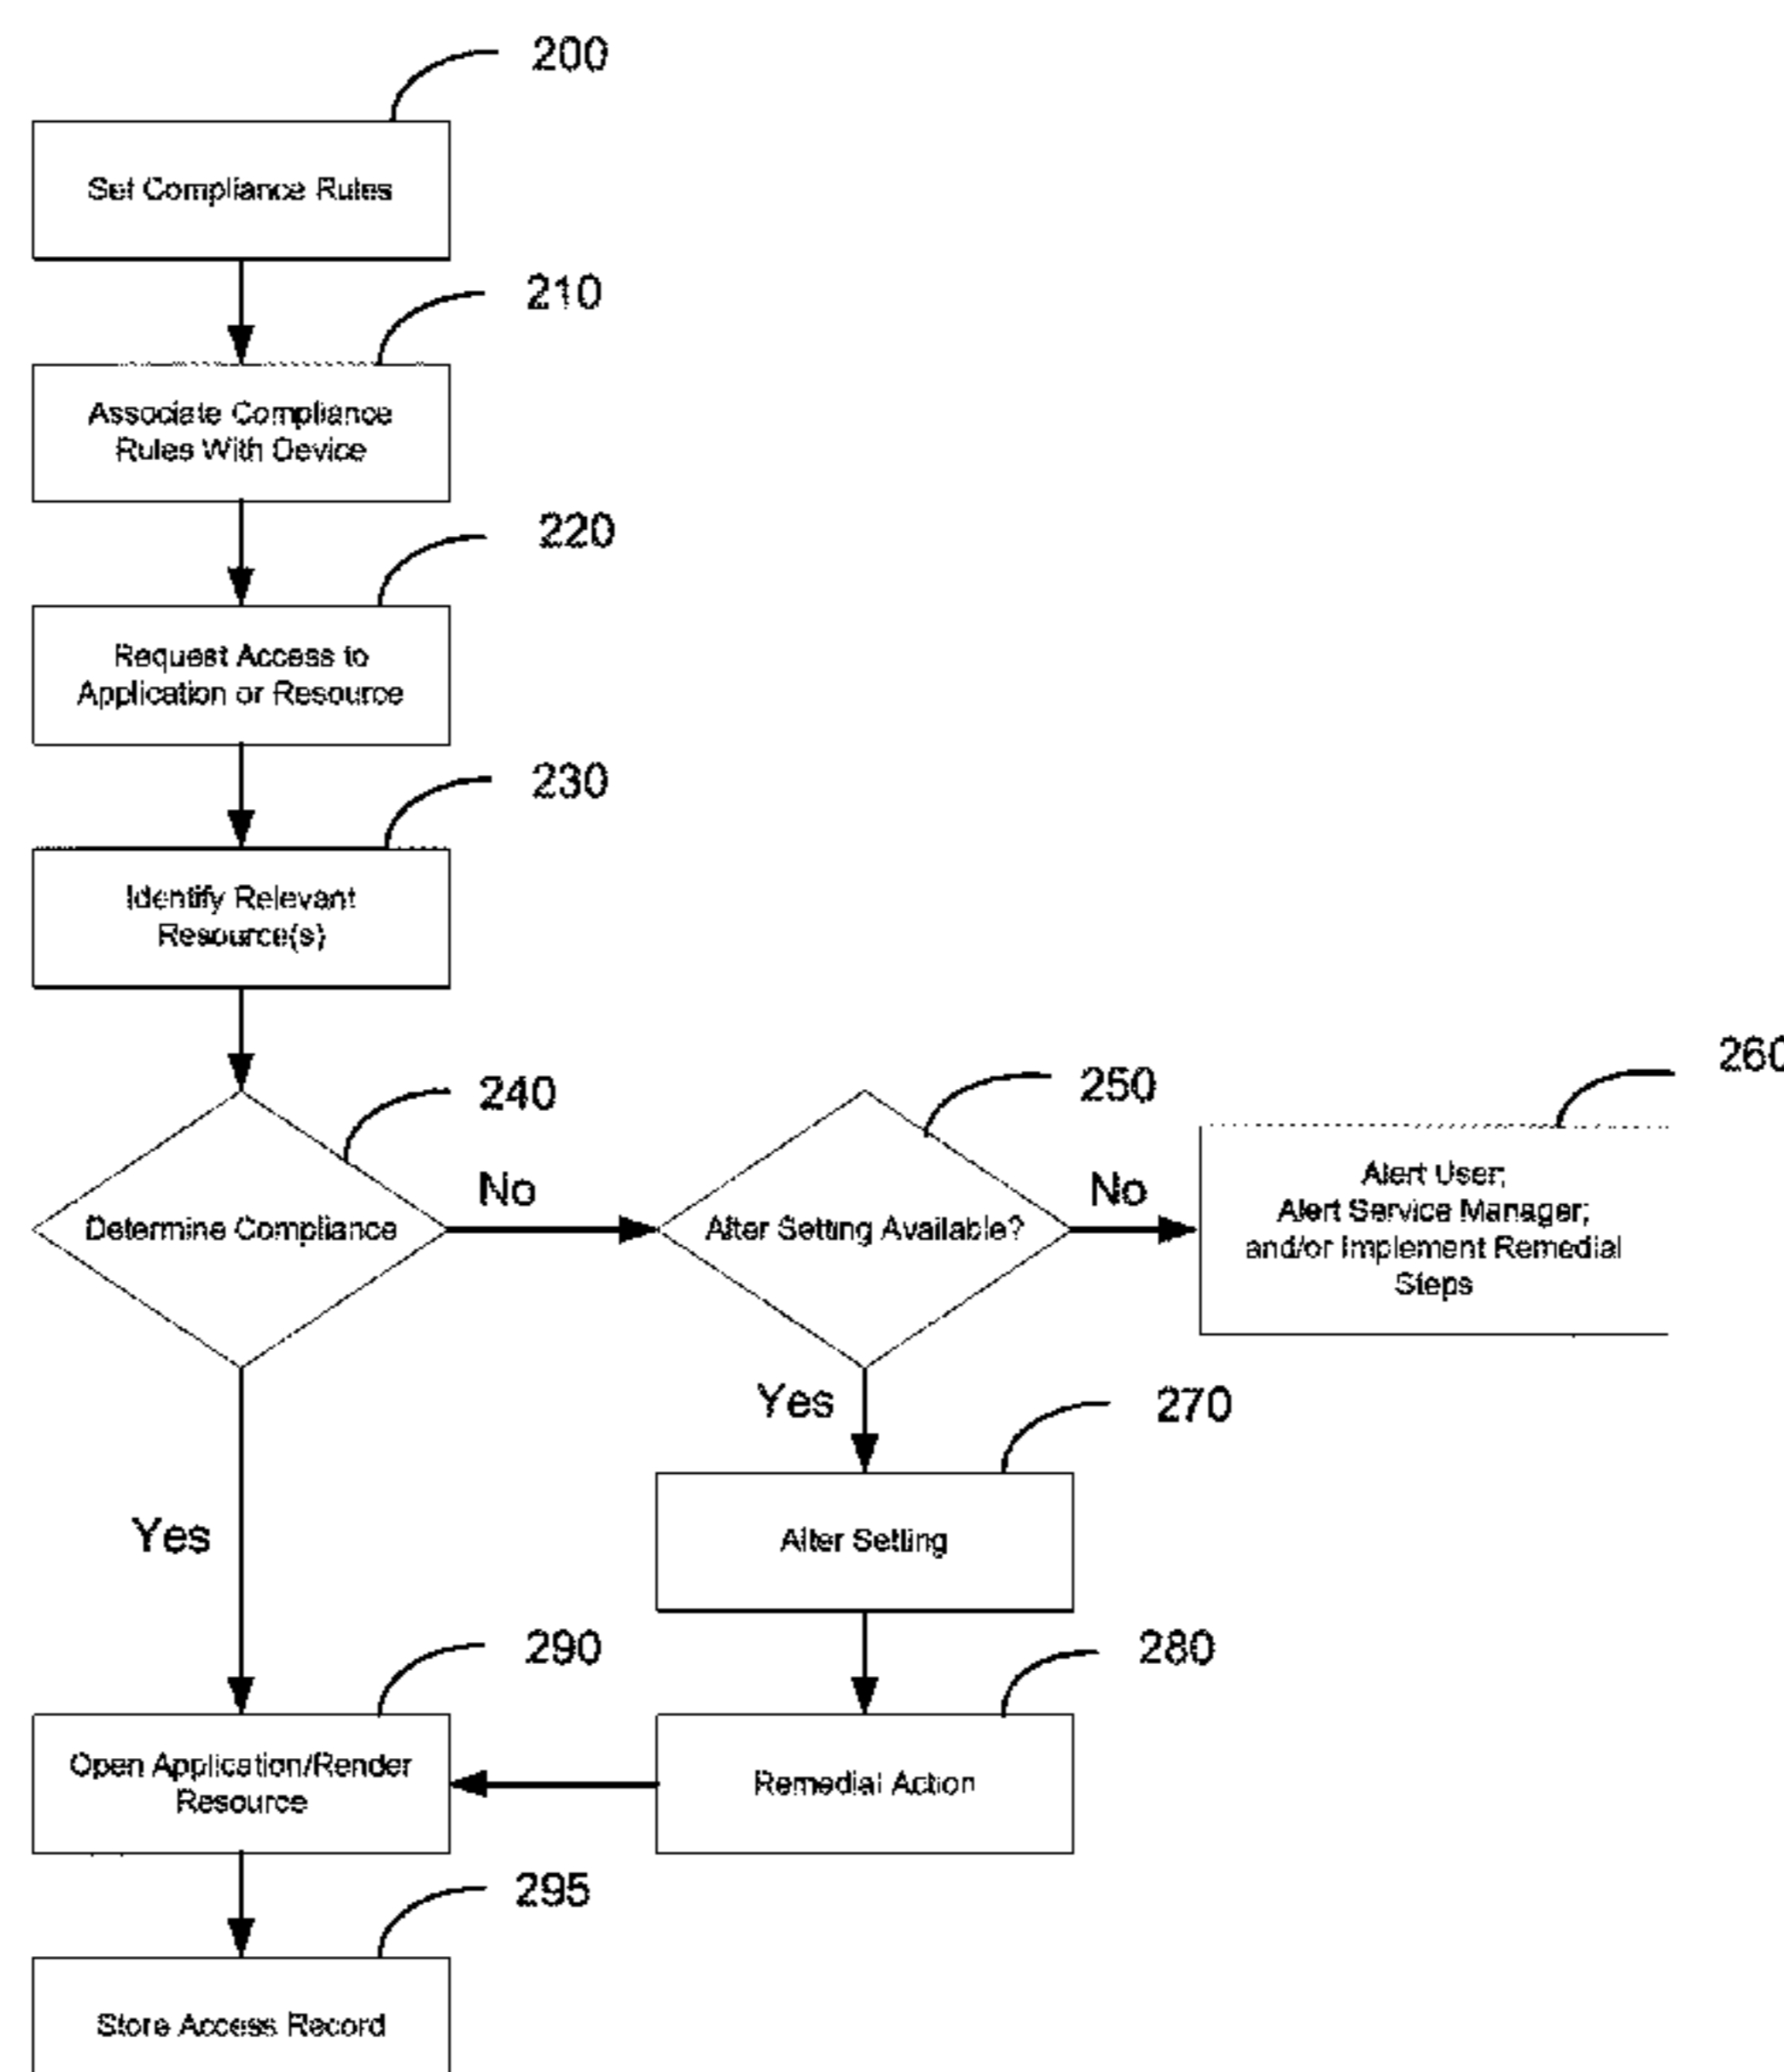 200
Set Compliance Rules
210
Associate Compliance
Rules With Device
220
Request Access to
Application or Resource
230
Identify Relevant
Resource(s)
240
Determine Compliance
No
250
Alter Setting Available?
No
260
Alert User;
Alert Service Manager;
and/or Implement Remedial
Steps
Yes
270
Alter Setting
Yes
290
Open Application/Render
Resource
280
Remedial Action
295
Store Access Record